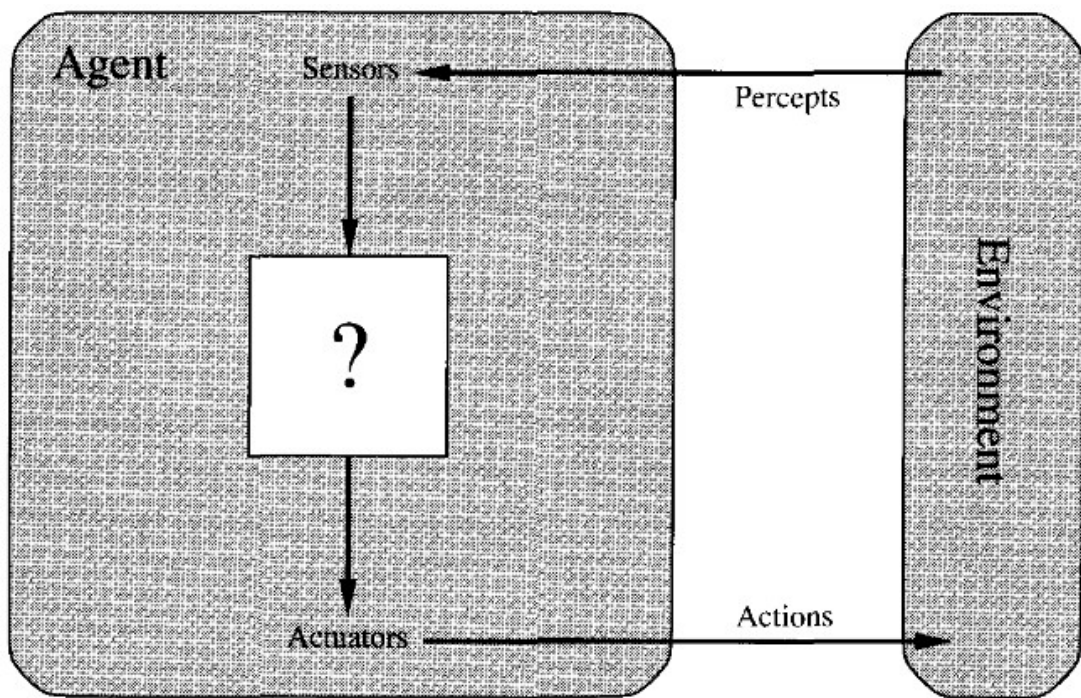 Agent
Sensors
Percepts
?
Environment
Actuators
Actions